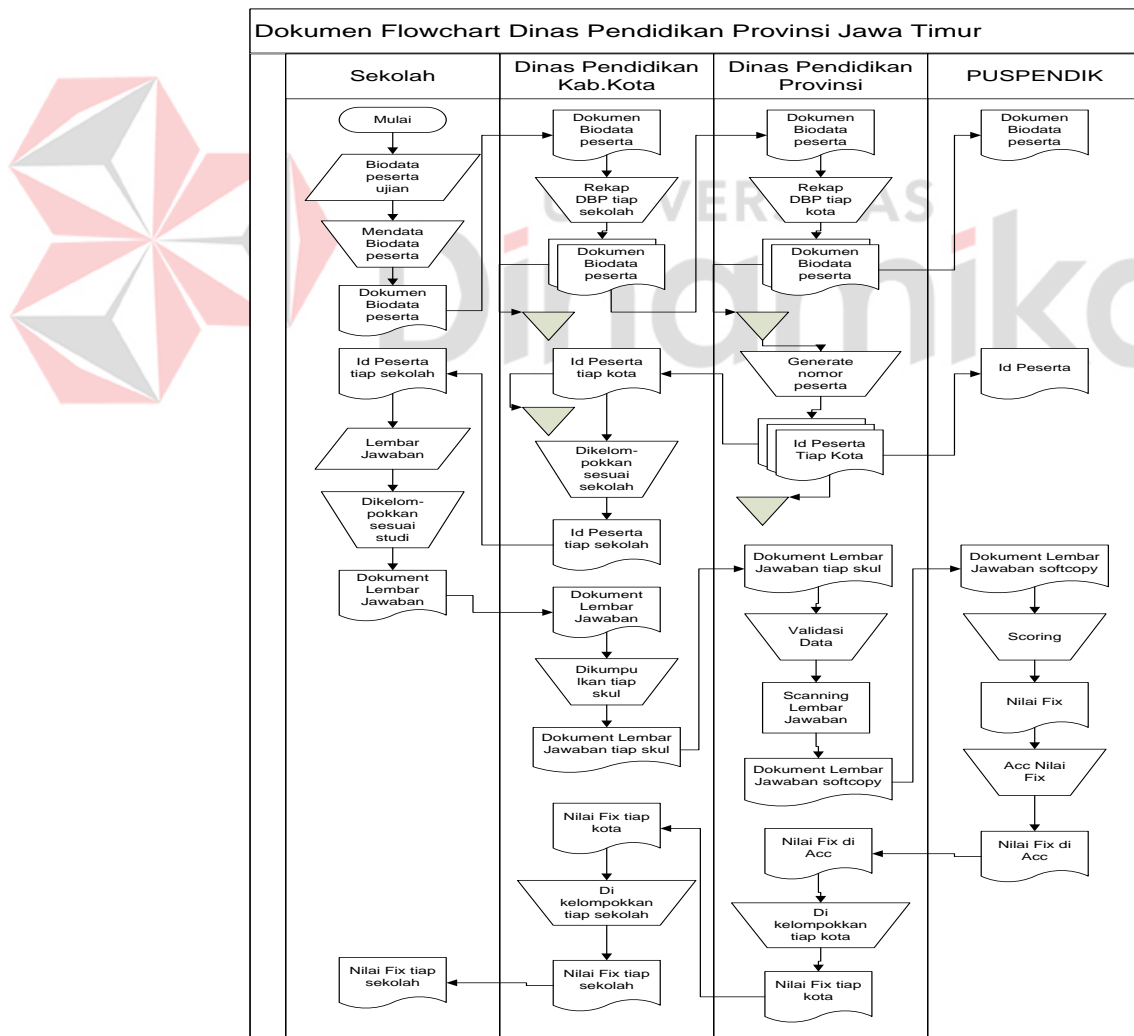 Dokumen Flowchart Dinas Pendidikan Provinsi Jawa Timur
Sekolah
Dinas Pendidikan
Kab.Kota
Dinas Pendidikan
Provinsi
PUSPENDIK
Mulai
Biodata
peserta
ujian
Mendata
Biodata
peserta
Dokumen
Biodata
peserta
Id Peserta
tiap sekolah
Lembar
Jawaban
Dikelom-
pokkan
sesuai
studi
Dokument
Lembar
Jawaban
Nilai Fix tiap
sekolah
Dokumen
Biodata
peserta
Rekap
DBP tiap
sekolah
Dokumen
Biodata
peserta
Id Peserta
tiap kota
Dikelom-
pokkan
sesuai
sekolah
Id Peserta
tiap sekolah
Dokument
Lembar
Jawaban
Dikumpu
lkan tiap
skul
Dokument Lembar
Jawaban tiap skul
Nilai Fix tiap
kota
Di
kelompokkan
tiap sekolah
Nilai Fix tiap
sekolah
Dokumen
Biodata
peserta
Rekap
DBP tiap
kota
Dokumen
Biodata
peserta
Generate
nomor
peserta
Id Peserta
Tiap Kota
Dokument Lembar
Jawaban tiap skul
Validasi
Data
Scanning
Lembar
Jawaban
Dokument Lembar
Jawaban softcopy
Nilai Fix di
Acc
Di
kelompokkan
tiap kota
Nilai Fix tiap
kota
Dokumen
Biodata
peserta
Id Peserta
Dokument Lembar
Jawaban softcopy
Scoring
Nilai Fix
Acc Nilai
Fix
Nilai Fix di
Acc
Dinamika